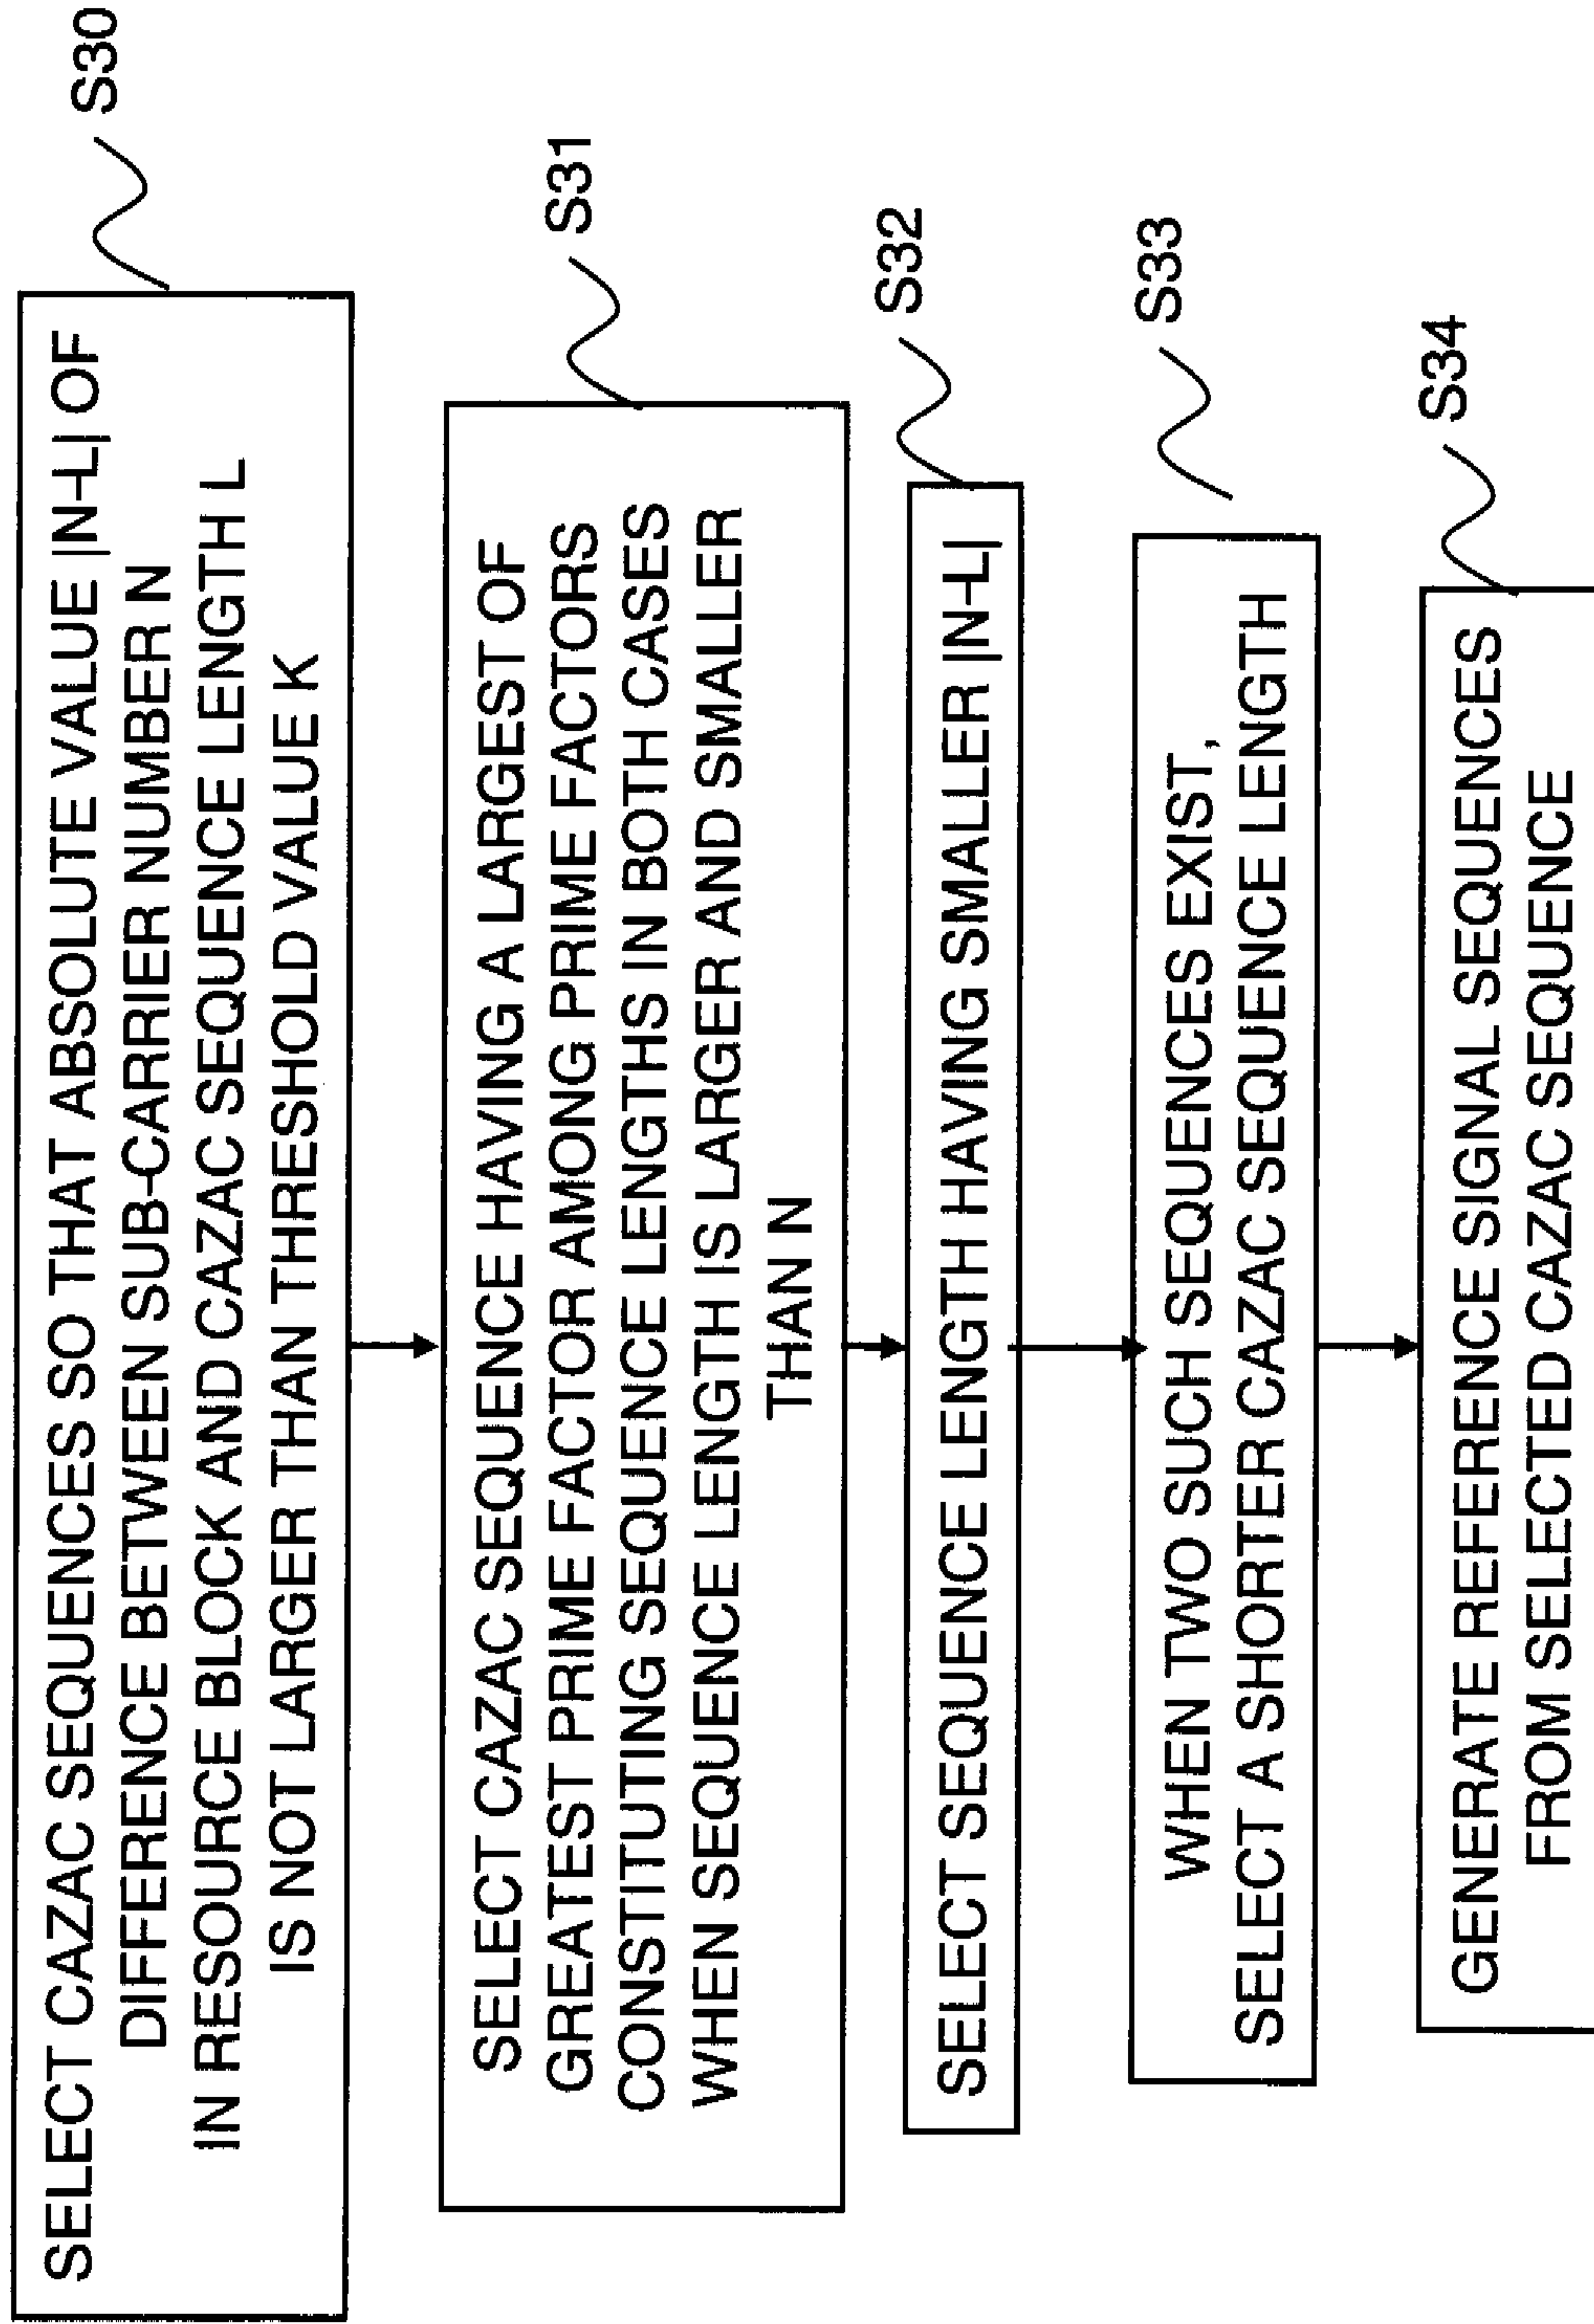 SELECT CAZAC SEQUENCES SO THAT ABSOLUTE VALUE |N-L| OF
DIFFERENCE BETWEEN SUB-CARRIER NUMBER N
IN RESOURCE BLOCK AND CAZAC SEQUENCE LENGTH L
IS NOT LARGER THAN THRESHOLD VALUE K
S30
SELECT CAZAC SEQUENCE HAVING A LARGEST OF
GREATEST PRIME FACTOR AMONG PRIME FACTORS
CONSTITUTING SEQUENCE LENGTHS IN BOTH CASES
WHEN SEQUENCE LENGTH IS LARGER AND SMALLER
THAN N
S31
SELECT SEQUENCE LENGTH HAVING SMALLER |N-L|
S32
WHEN TWO SUCH SEQUENCES EXIST,
SELECT A SHORTER CAZAC SEQUENCE LENGTH
S33
GENERATE REFERENCE SIGNAL SEQUENCES
FROM SELECTED CAZAC SEQUENCE
S34